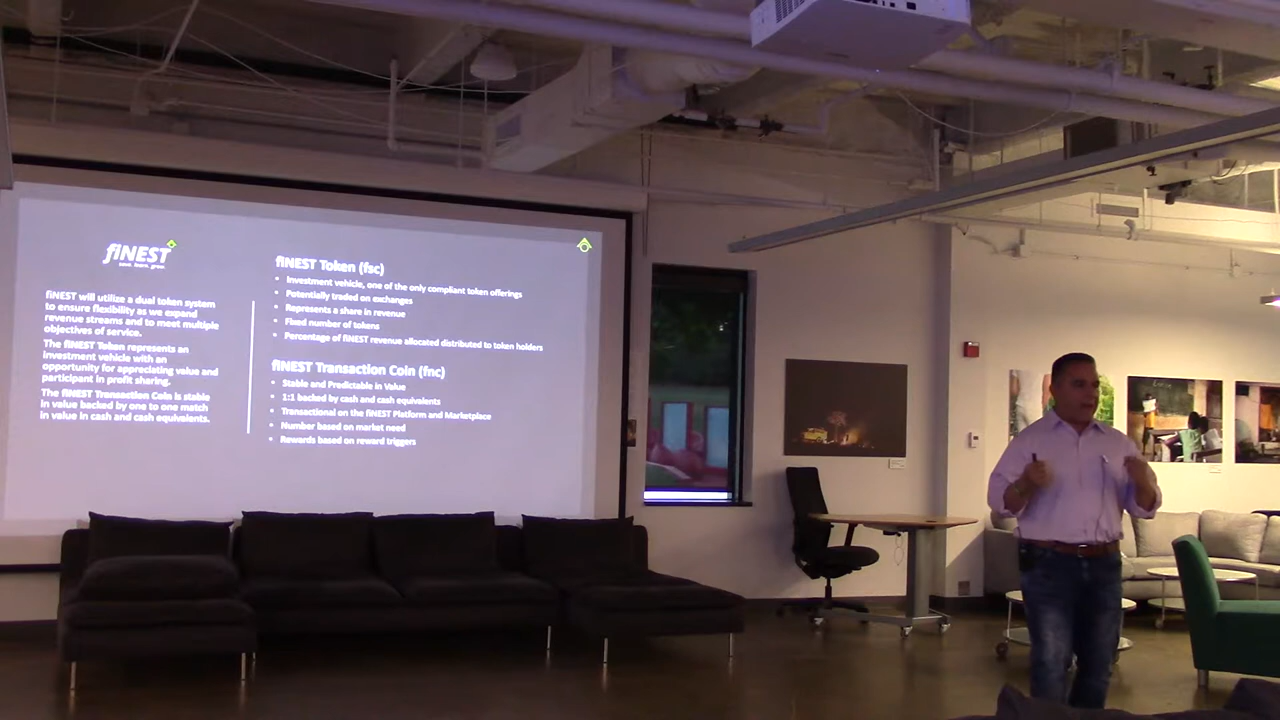 fiNEST
save. learn. grow.
fiNEST will utilize a dual token system
to ensure flexibility as we expand
revenue streams and to meet multiple
objectives of service.
The fiNEST Token represents an
investment vehicle with an
opportunity for appreciating value and
participant in profit sharing.
The fiNEST Transaction Coin is stable
in value backed by one to one match
in value in cash and cash equivalents.
fiNEST Token (fsc)
• Investment vehicle, one of the only compliant token offerings
• Potentially traded on exchanges
• Represents a share in revenue
• Fixed number of tokens
• Percentage of fiNEST revenue allocated distributed to token holders
fiNEST Transaction Coin (fnc)
• Stable and Predictable in Value
• 1:1 backed by cash and cash equivalents
• Transactional on the fiNEST Platform and Marketplace
• Number based on market need
• Rewards based on reward triggers